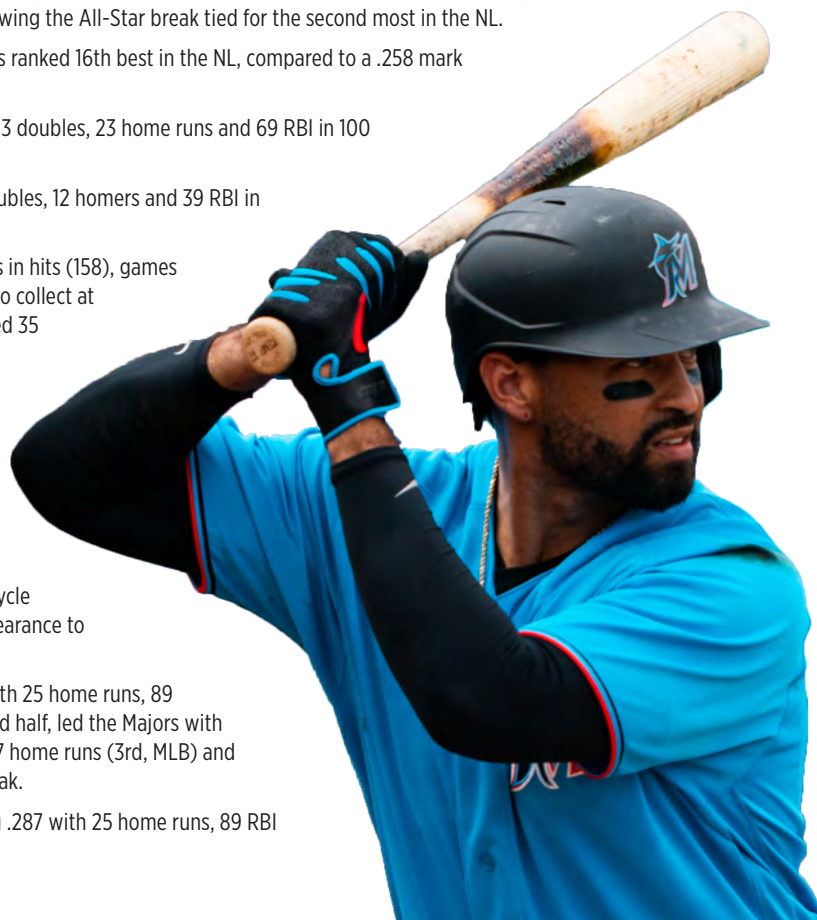 wing the All-Star break tied for the second most in the NL.
s ranked 16th best in the NL, compared to a .258 mark
3 doubles, 23 home runs and 69 RBI in 100
ubles, 12 homers and 39 RBI in
s in hits (158), games
o collect at
ed 35
ycle
earance to
th 25 home runs, 89
d half, led the Majors with
7 home runs (3rd, MLB) and
ak.
g .287 with 25 home runs, 89 RBI
M